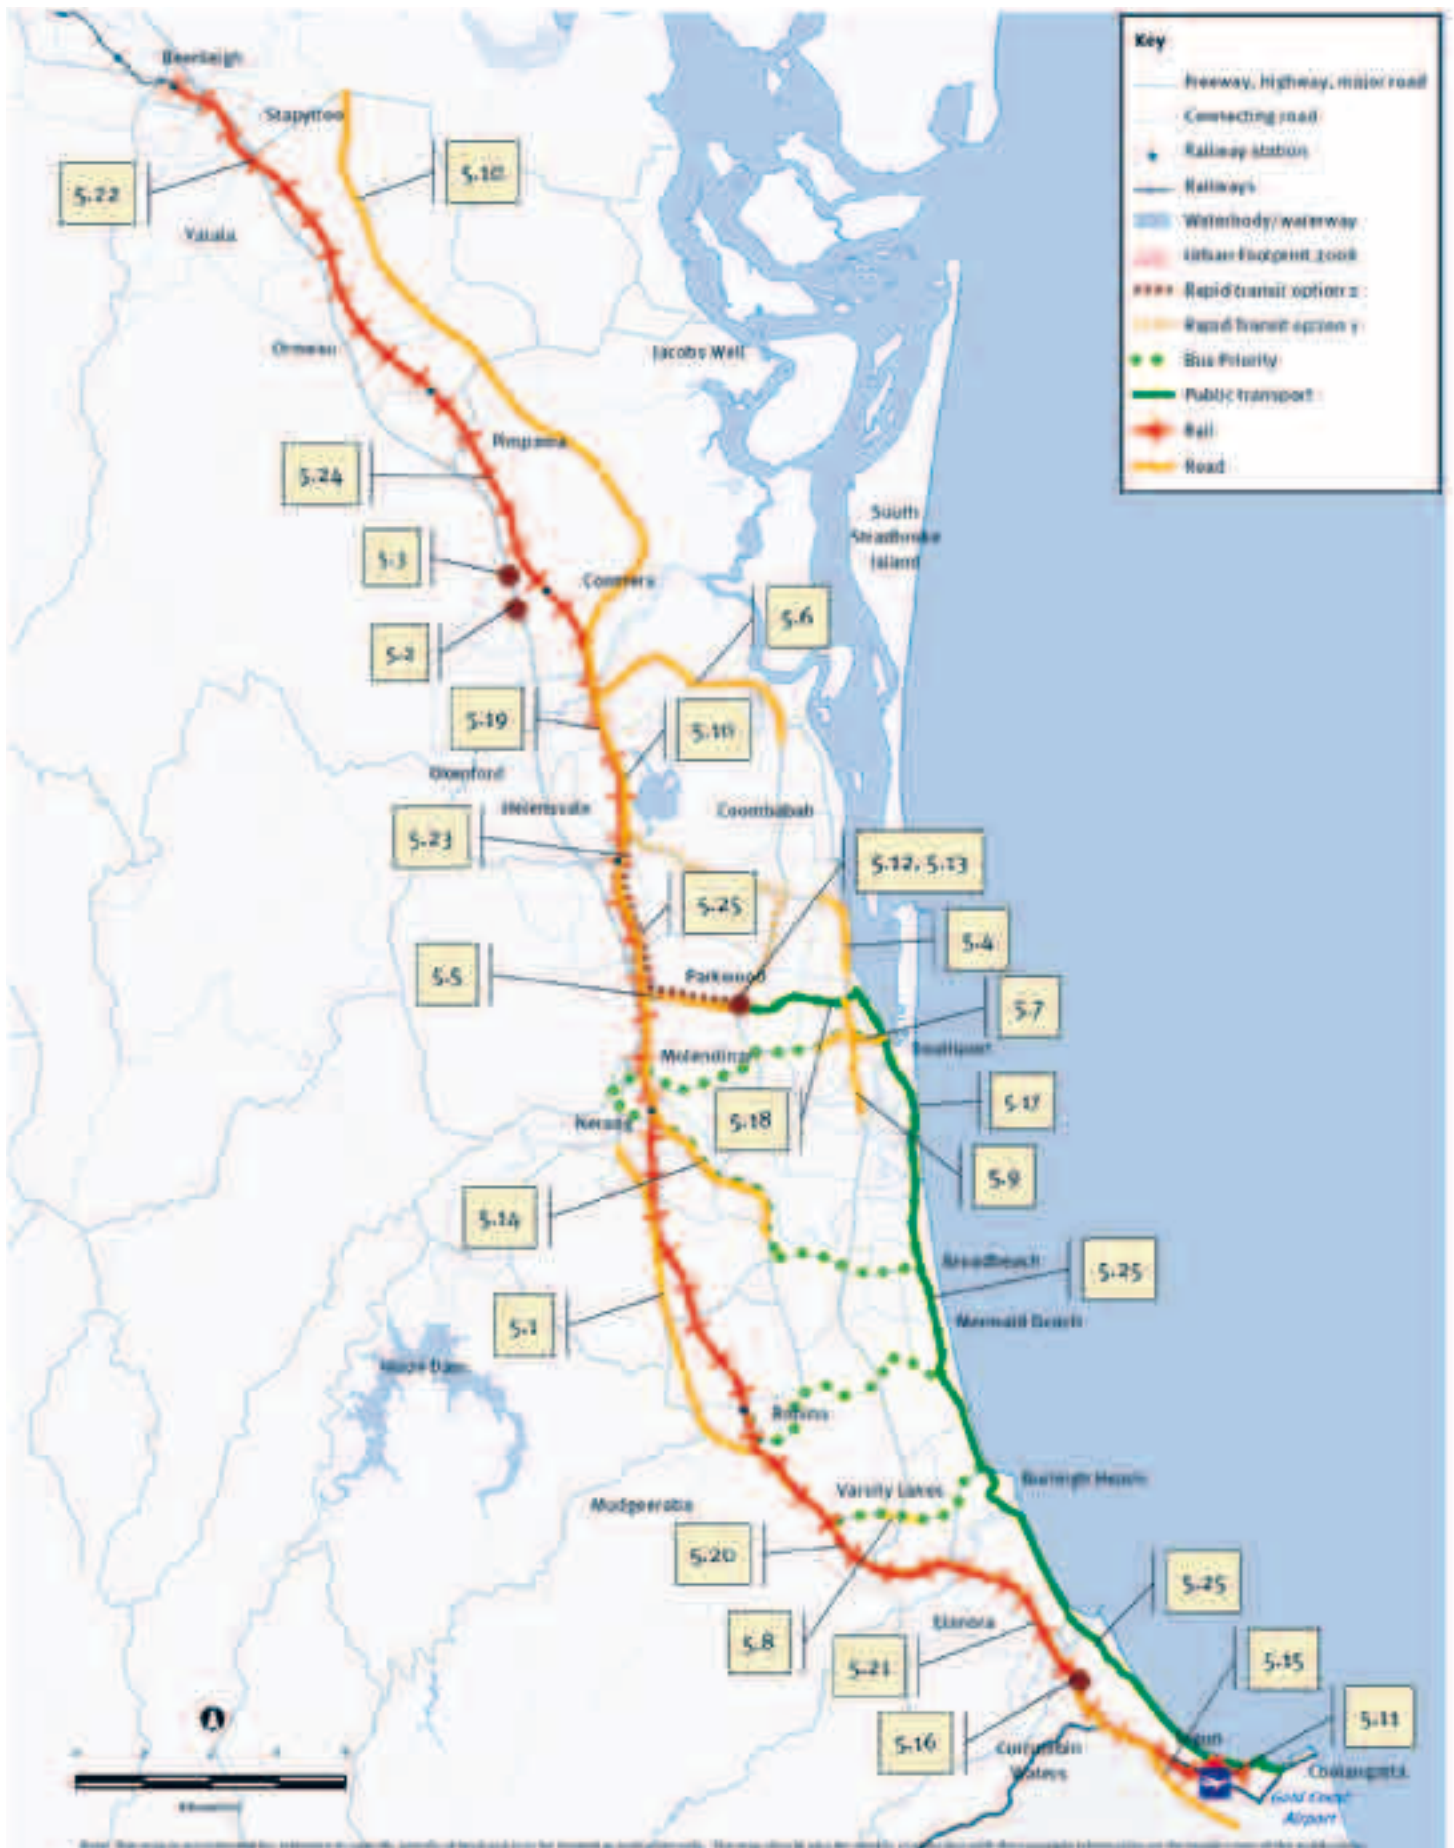 Key
Freeway, highway, major road
Connecting road
Railway station
Railways
Waterbody/waterway
Urban Footprint 2008
Rapid transit option 2
Rapid Transit option 1
Bus Priority
Public transport
Rail
Road
Beenleigh
Stapylton
5.22
5.10
Yatala
Ormeau
Jacobs Well
Pimpama
5.24
South
Stradbroke
Island
5.3
Coomera
5.6
5.2
5.19
5.10
Oxenford
Helensvale
Coombabah
5.23
5.12, 5.13
5.25
5.4
5.5
Parkwood
5.7
Southport
Molendinar
5.17
Nerang
5.18
5.9
5.14
Broadbeach
5.25
5.1
Mermaid Beach
Hinze Dam
Robina
Burleigh Heads
Varsity Lakes
Mudgeeraba
5.20
5.25
5.8
Elanora
5.21
5.15
5.11
5.16
Currumbin
Waters
Coolangatta
Gold Coast
Airport